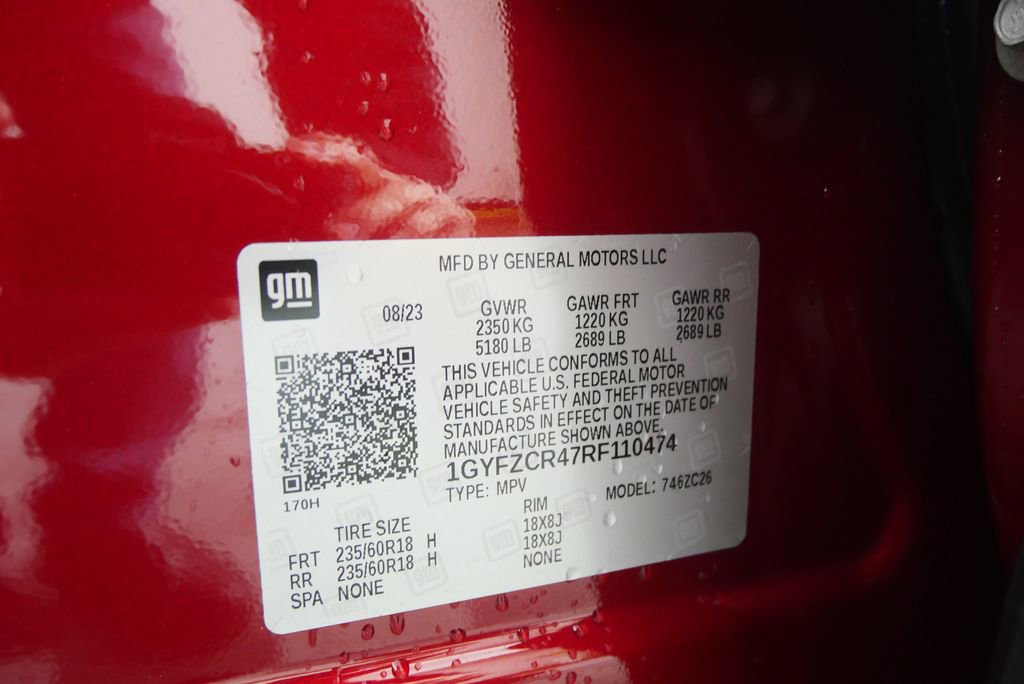 gm
MFD BY GENERAL MOTORS LLC
08/23
GVWR
2350 KG
5180 LB
GAWR FRT
1220 KG
2689 LB
GAWR RR
1220 KG
2689 LB
THIS VEHICLE CONFORMS TO ALL
APPLICABLE U.S. FEDERAL MOTOR
VEHICLE SAFETY AND THEFT PREVENTION
STANDARDS IN EFFECT ON THE DATE OF
MANUFACTURE SHOWN ABOVE.
1GYFZCR47RF110474
TYPE: MPV
MODEL: 746ZC26
170H
TIRE SIZE RIM
FRT 235/60R18 H 18X8J
RR 235/60R18 H 18X8J
SPA NONE NONE